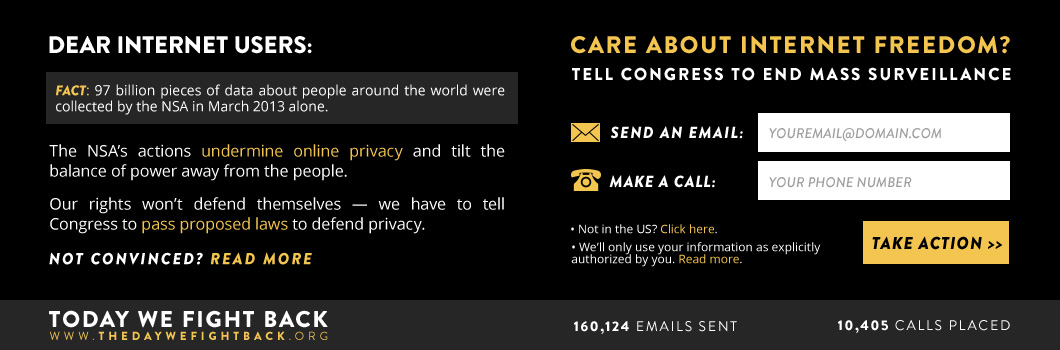 DEAR INTERNET USERS:
FACT: 97 billion pieces of data about people around the world were
collected by the NSA in March 2013 alone.
The NSA's actions undermine online privacy and tilt the
balance of power away from the people.
Our rights won't defend themselves — we have to tell
Congress to pass proposed laws to defend privacy.
NOT CONVINCED? READ MORE
CARE ABOUT INTERNET FREEDOM?
TELL CONGRESS TO END MASS SURVEILLANCE
SEND AN EMAIL: YOUREMAIL@DOMAIN.COM
MAKE A CALL: YOUR PHONE NUMBER
• Not in the US? Click here.
• We'll only use your information as explicitly
authorized by you. Read more.
TAKE ACTION >>
TODAY WE FIGHT BACK
WWW.THEDAYWEFIGHTBACK.ORG
160,124 EMAILS SENT
10,405 CALLS PLACED